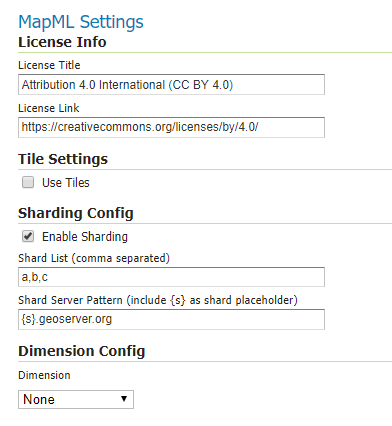 MapML Settings
License Info
License Title
Attribution 4.0 International (CC BY 4.0)
License Link
https://creativecommons.org/licenses/by/4.0/
Tile Settings
Use Tiles
Sharding Config
Enable Sharding
Shard List (comma separated)
a,b,c
Shard Server Pattern (include {s} as shard placeholder)
{s}.geoserver.org
Dimension Config
Dimension
None